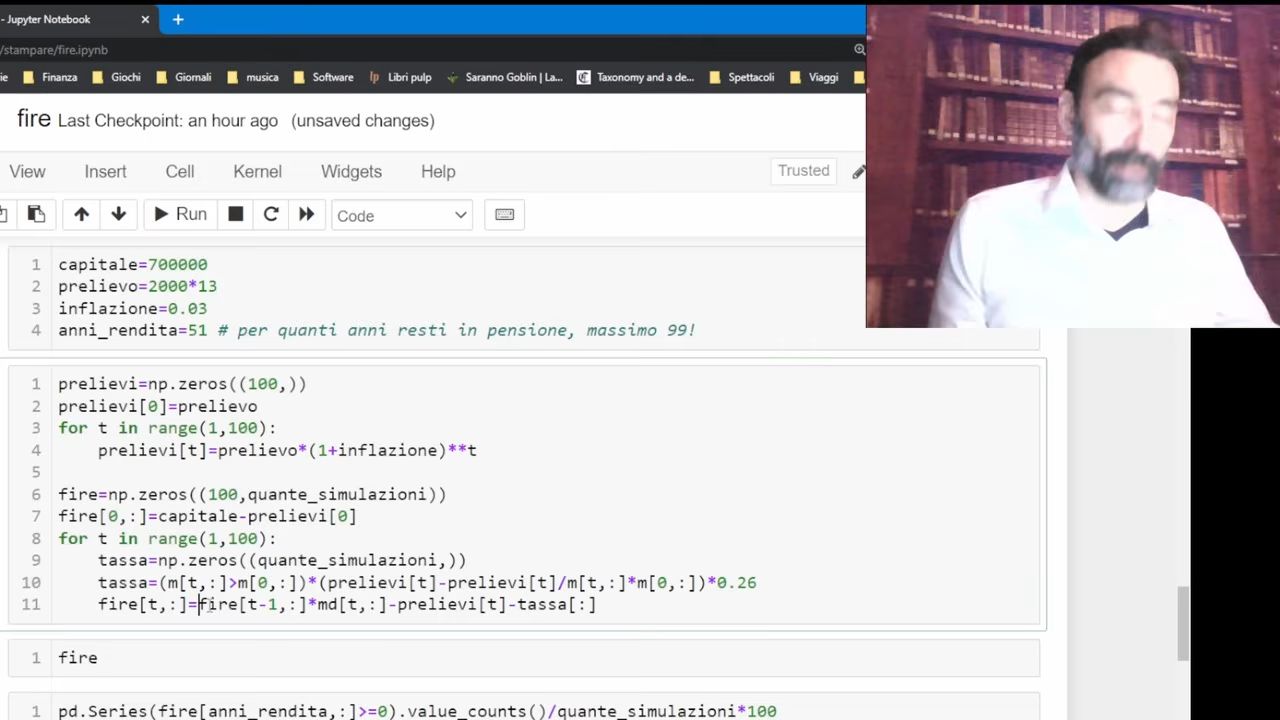 - Jupyter Notebook
/stampare/fire.ipynb
ie Finanza Giochi Giornali musica Software lp Libri pulp Saranno Goblin | La... Taxonomy and a de... Spettacoli Viaggi
fire Last Checkpoint: an hour ago (unsaved changes)
View Insert Cell Kernel Widgets Help Trusted
Run Code
1 capitale=700000
2 prelievo=2000*13
3 inflazione=0.03
4 anni_rendita=51 # per quanti anni resti in pensione, massimo 99!
1 prelievi=np.zeros((100,))
2 prelievi[0]=prelievo
3 for t in range(1,100):
4     prelievi[t]=prelievo*(1+inflazione)**t
5
6 fire=np.zeros((100,quante_simulazioni))
7 fire[0,:]=capitale-prelievi[0]
8 for t in range(1,100):
9     tassa=np.zeros((quante_simulazioni,))
10     tassa=(m[t,:]>m[0,:])*(prelievi[t]-prelievi[t]/m[t,:]*m[0,:])*0.26
11     fire[t,:]=fire[t-1,:]*md[t,:]-prelievi[t]-tassa[:]
1 fire
1 pd.Series(fire[anni_rendita,:]>=0).value_counts()/quante_simulazioni*100